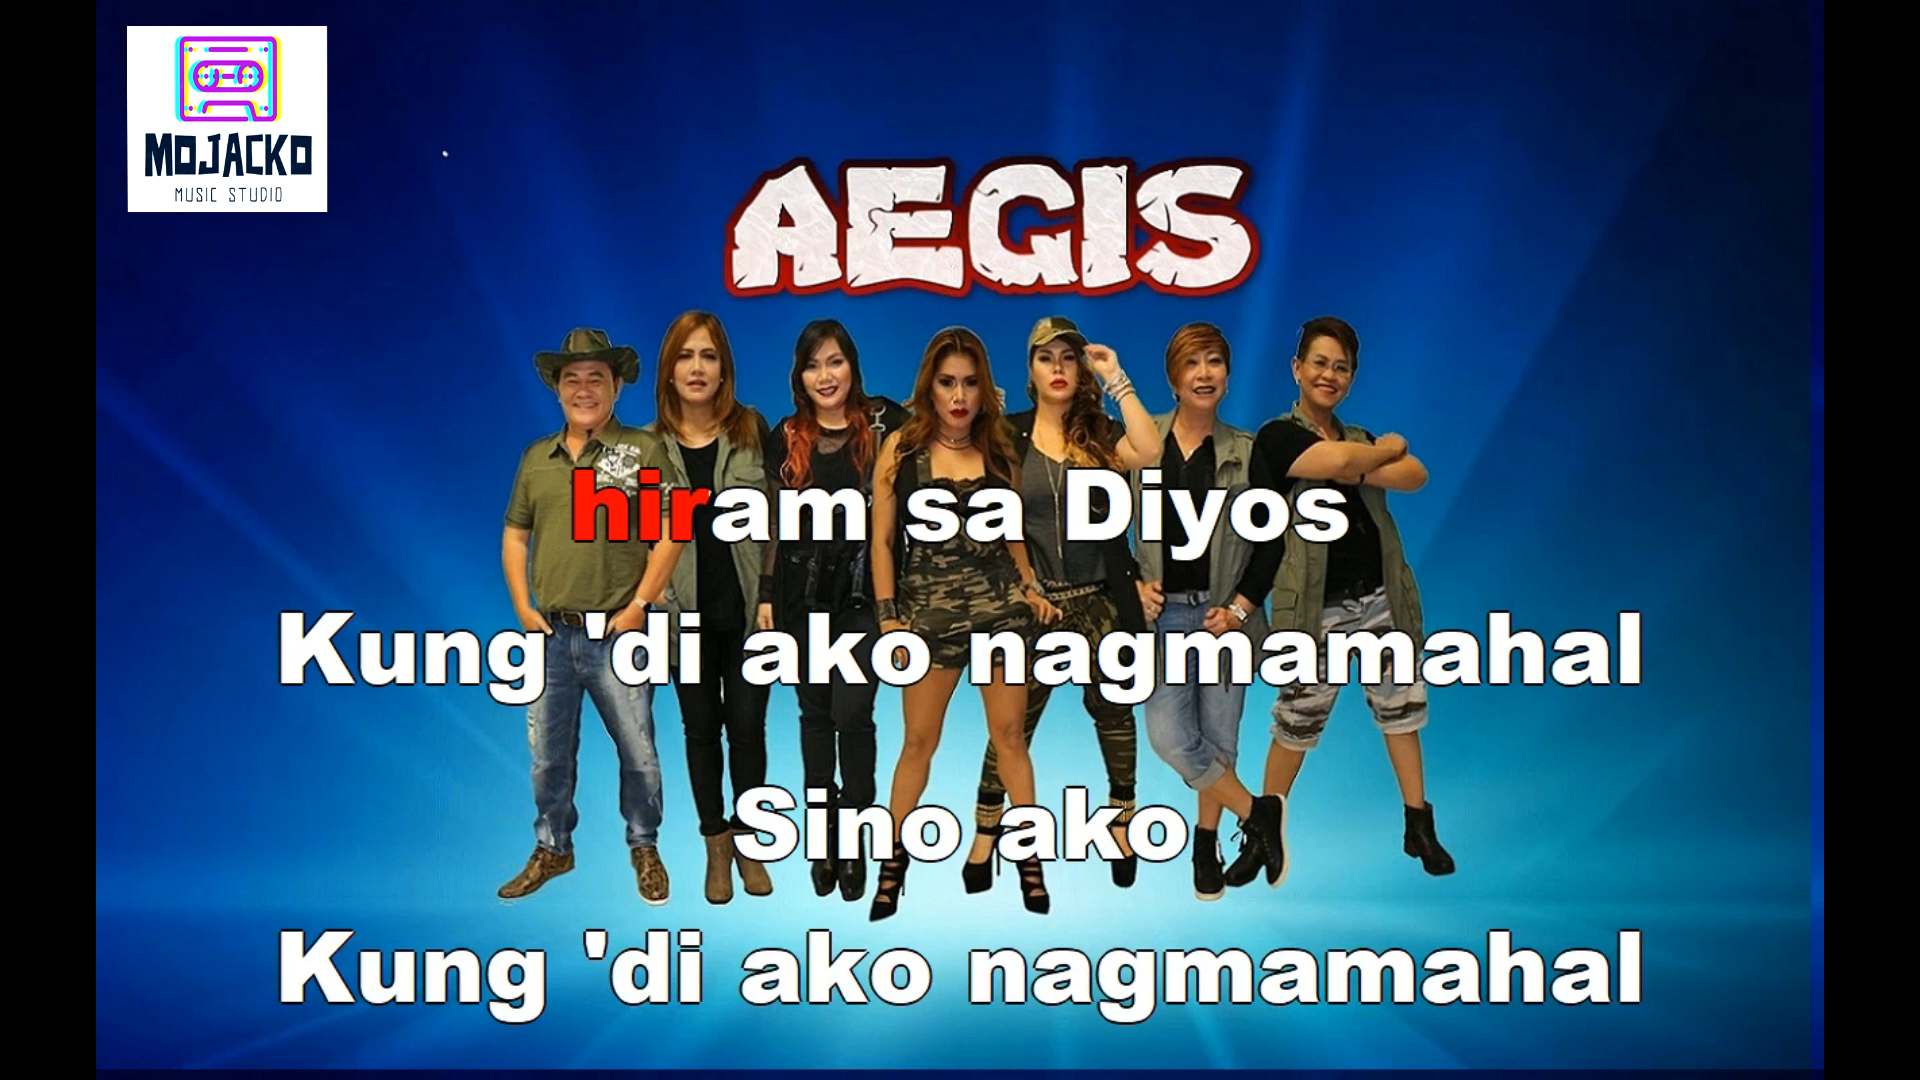 MOJACKO
MUSIC STUDIO
AEGIS
hiram sa Diyos
Kung 'di ako nagmamahal
Sino ako
Kung 'di ako nagmamahal